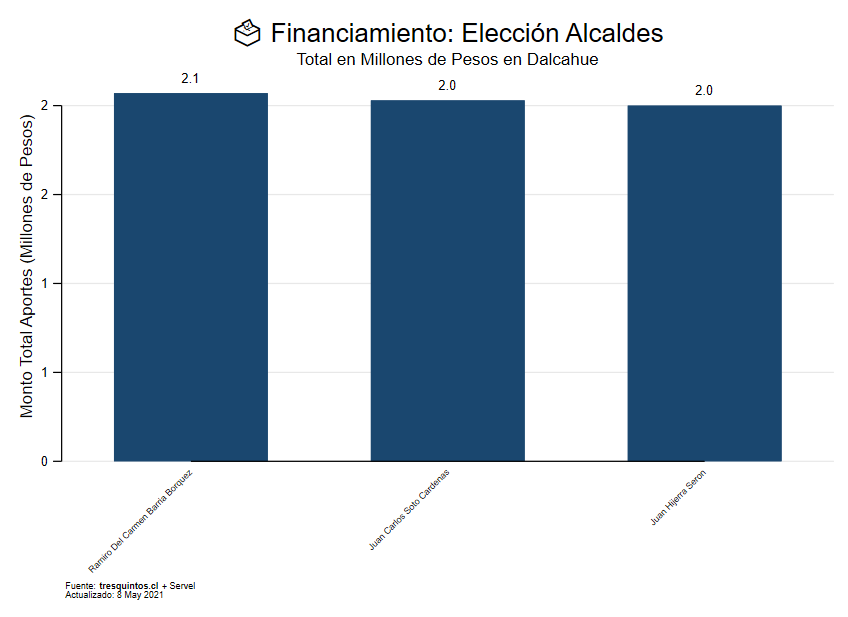 Financiamiento: Elección Alcaldes
Total en Millones de Pesos en Dalcahue
2.1
2.0
2.0
Monto Total Aportes (Millones de Pesos)
2
2
1
1
0
Ramiro Del Carmen Barria Borquez
Juan Carlos Soto Cardenas
Juan Hijerra Seron
Fuente: tresquintos.cl + Servel
Actualizado: 8 May 2021